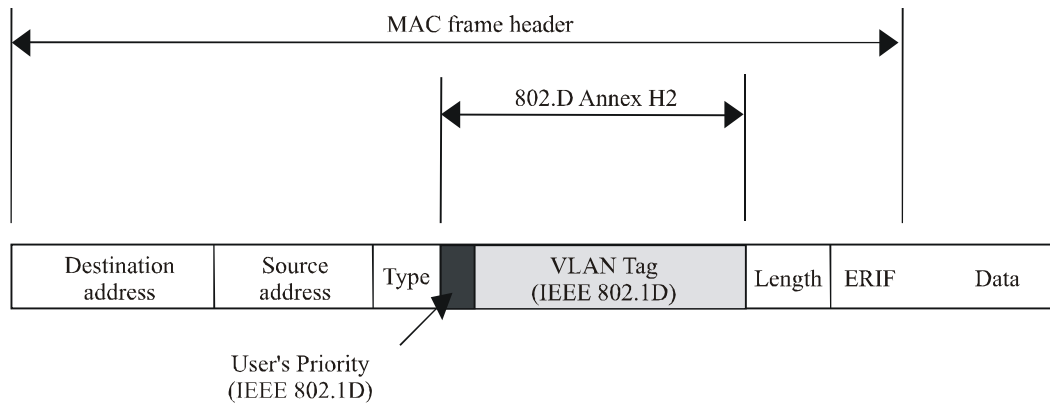 MAC frame header
802.D Annex H2
Destination
address
Source
address
Type
VLAN Tag
(IEEE 802.1D)
Length
ERIF
Data
User's Priority
(IEEE 802.1D)